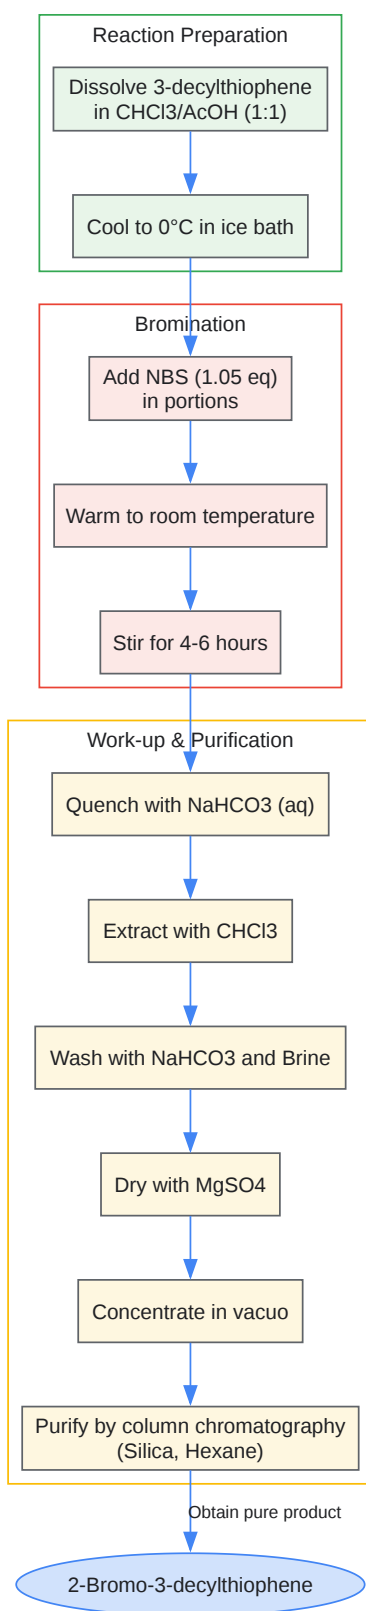 Reaction Preparation
Dissolve 3-decylthiophene
in CHCl3/AcOH (1:1)
Cool to 0°C in ice bath
Bromination
Add NBS (1.05 eq)
in portions
Warm to room temperature
Stir for 4-6 hours
Work-up & Purification
Quench with NaHCO3 (aq)
Extract with CHCl3
Wash with NaHCO3 and Brine
Dry with MgSO4
Concentrate in vacuo
Purify by column chromatography
(Silica, Hexane)
Obtain pure product
2-Bromo-3-decylthiophene